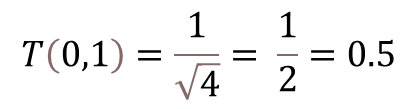 T(0,1) = 1/√4 = 1/2 = 0.5